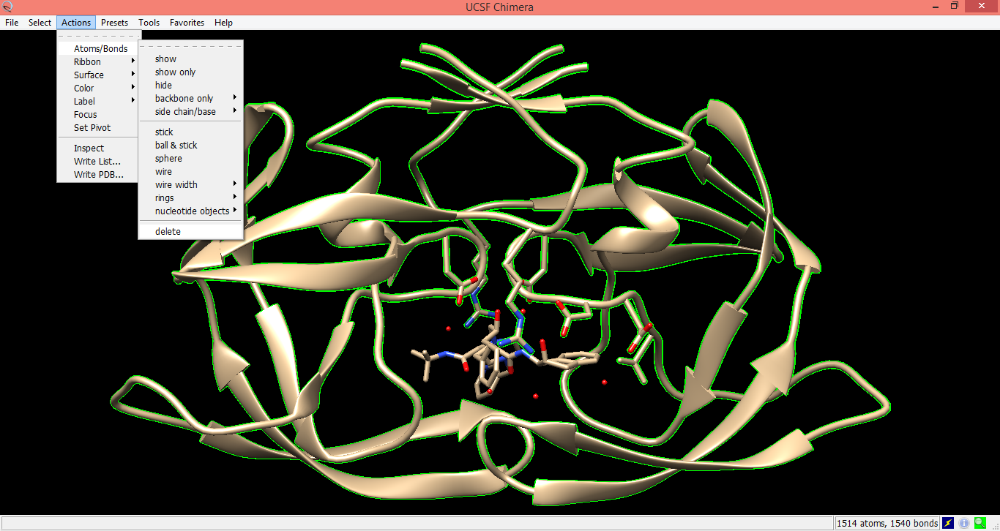 UCSF Chimera
File Select Actions Presets Tools Favorites Help
Atoms/Bonds
Ribbon
Surface
Color
Label
Focus
Set Pivot
Inspect
Write List...
Write PDB...
show
show only
hide
backbone only
side chain/base
stick
ball & stick
sphere
wire
wire width
rings
nucleotide objects
delete
1514 atoms, 1540 bonds